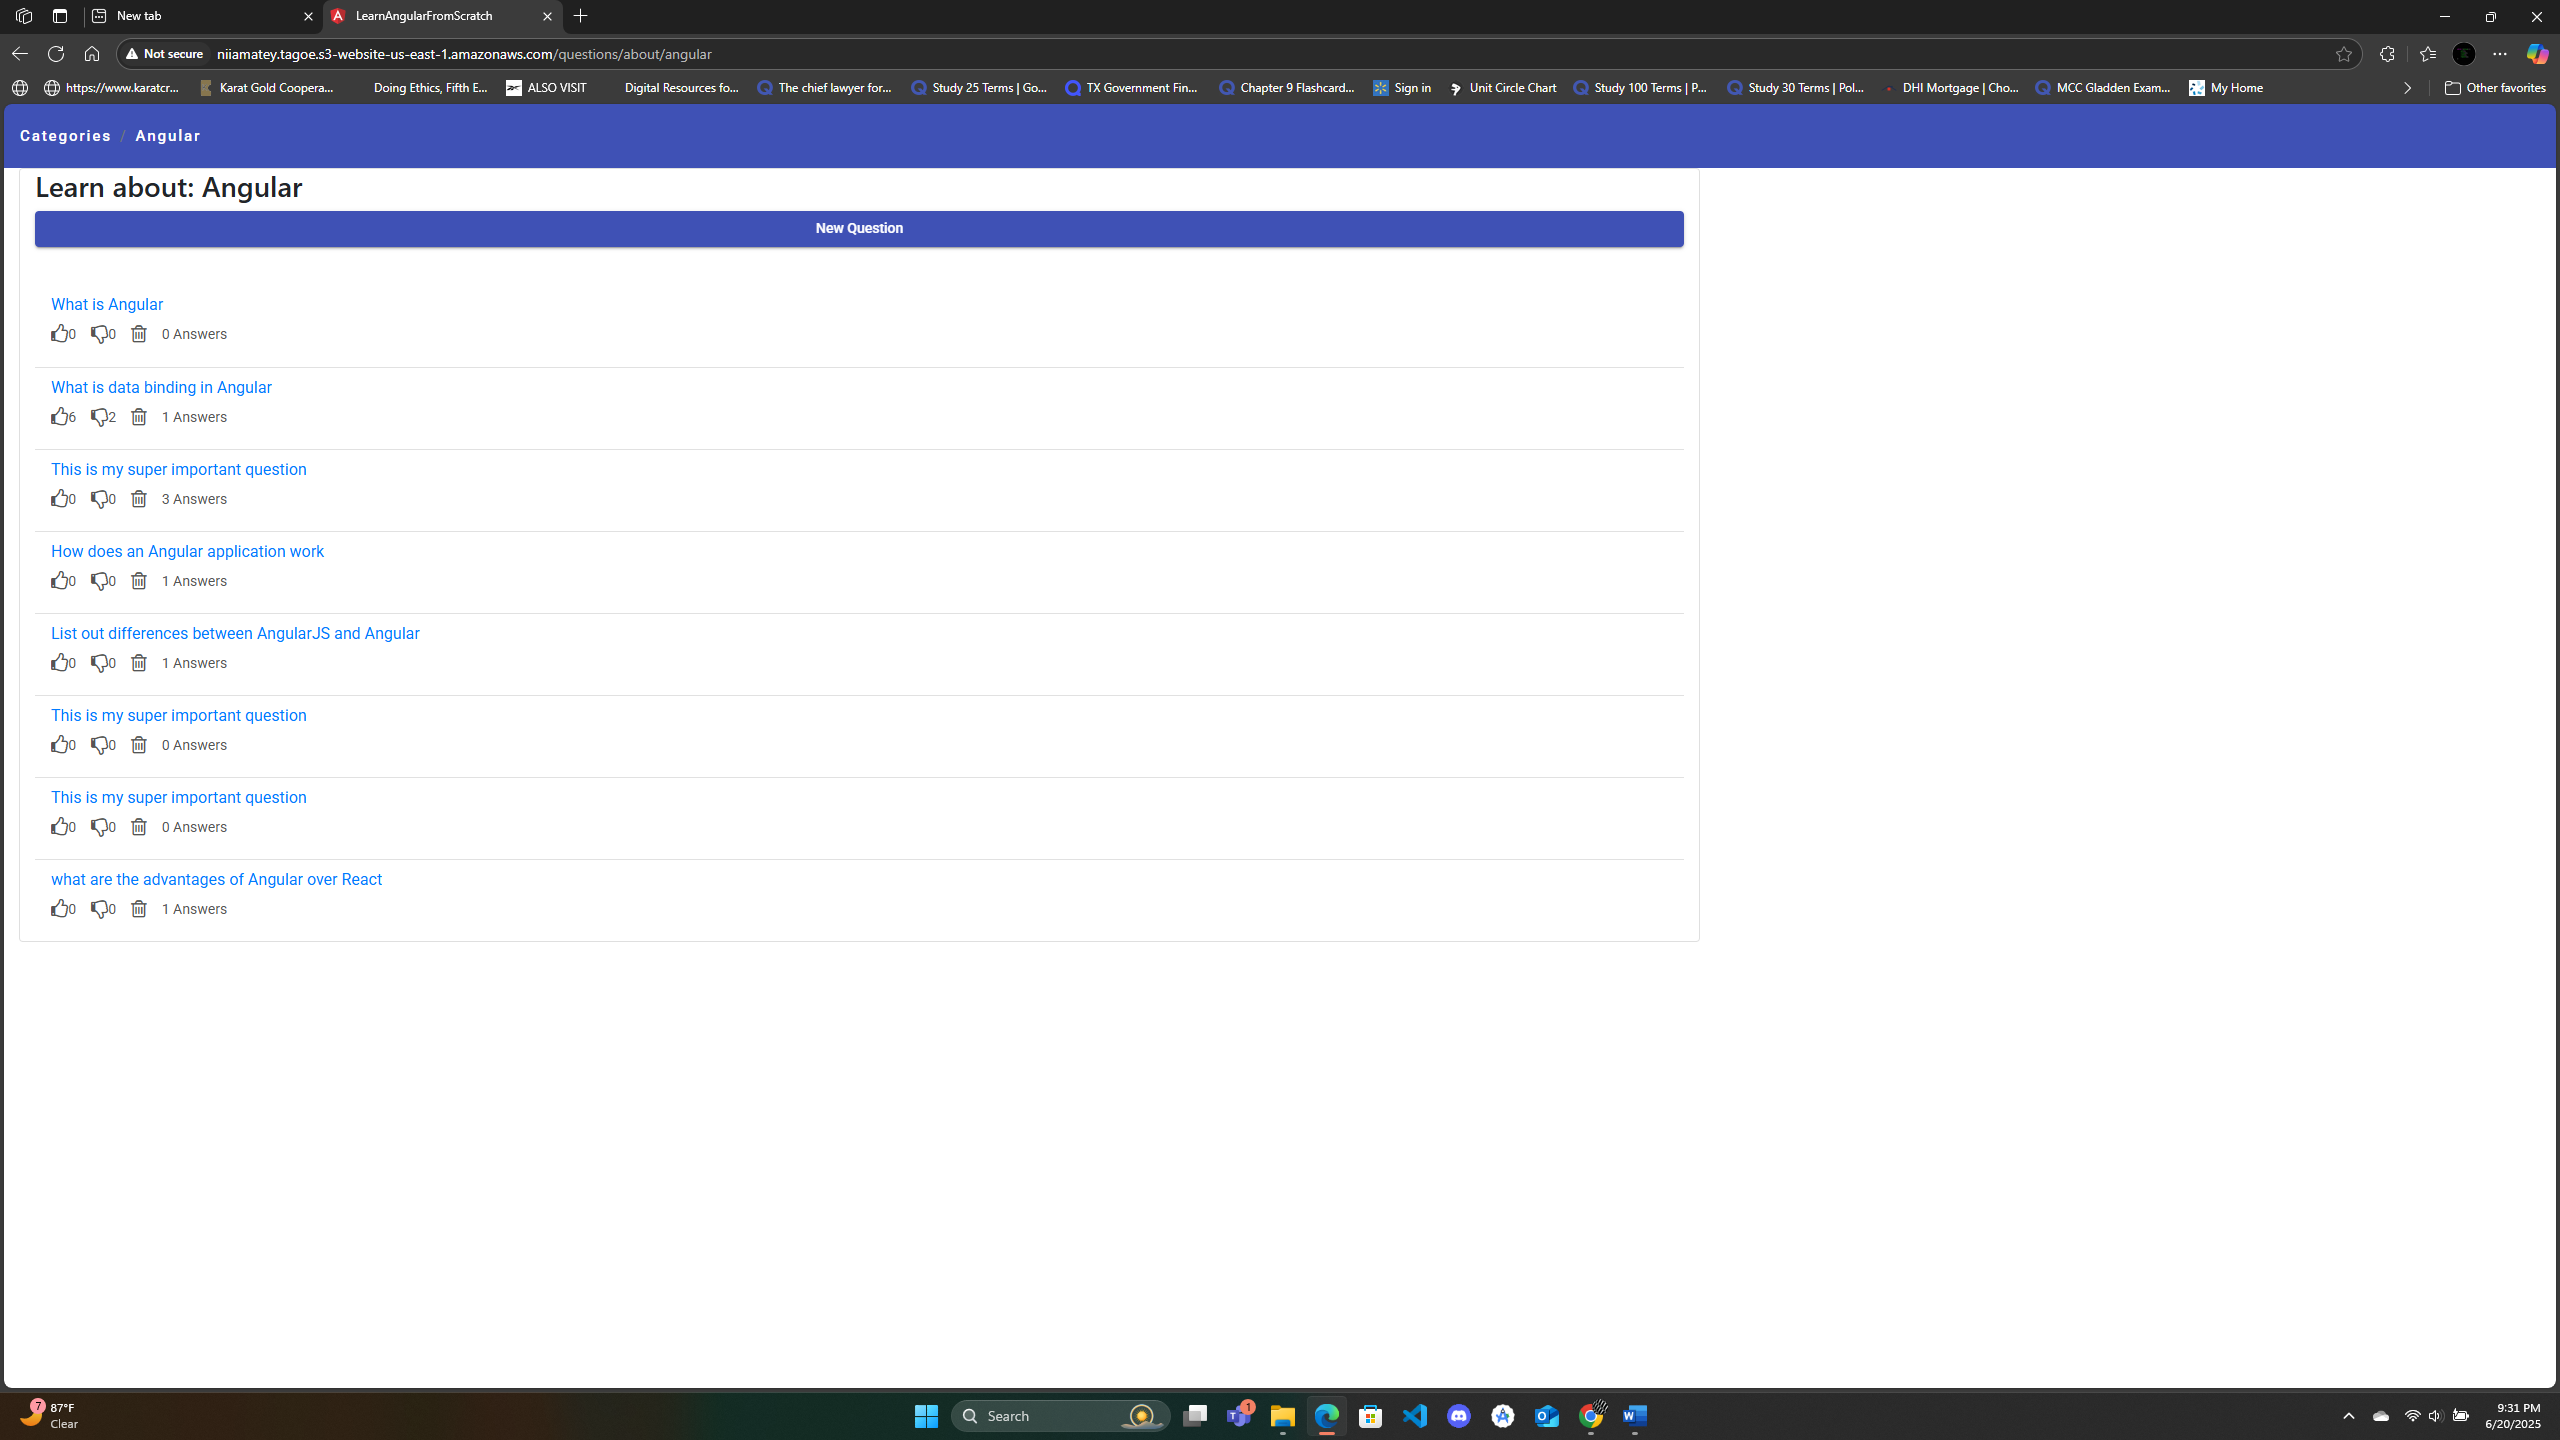 New tab
LearnAngularFromScratch
Not secure niiamatey.tagoe.s3-website-us-east-1.amazonaws.com/questions/about/angular
https://www.karatcr... Karat Gold Coopera... Doing Ethics, Fifth E... ALSO VISIT Digital Resources fo... The chief lawyer for... Study 25 Terms | Go... TX Government Fin... Chapter 9 Flashcard... Sign in Unit Circle Chart Study 100 Terms | P... Study 30 Terms | Pol... DHI Mortgage | Cho... MCC Gladden Exam... My Home Other favorites
Categories / Angular
Learn about: Angular
New Question
What is Angular
0 0 0 Answers
What is data binding in Angular
6 2 1 Answers
This is my super important question
0 0 3 Answers
How does an Angular application work
0 0 1 Answers
List out differences between AngularJS and Angular
0 0 1 Answers
This is my super important question
0 0 0 Answers
This is my super important question
0 0 0 Answers
what are the advantages of Angular over React
0 0 1 Answers
7
87°F
Clear
Search
1
9:31 PM
6/20/2025